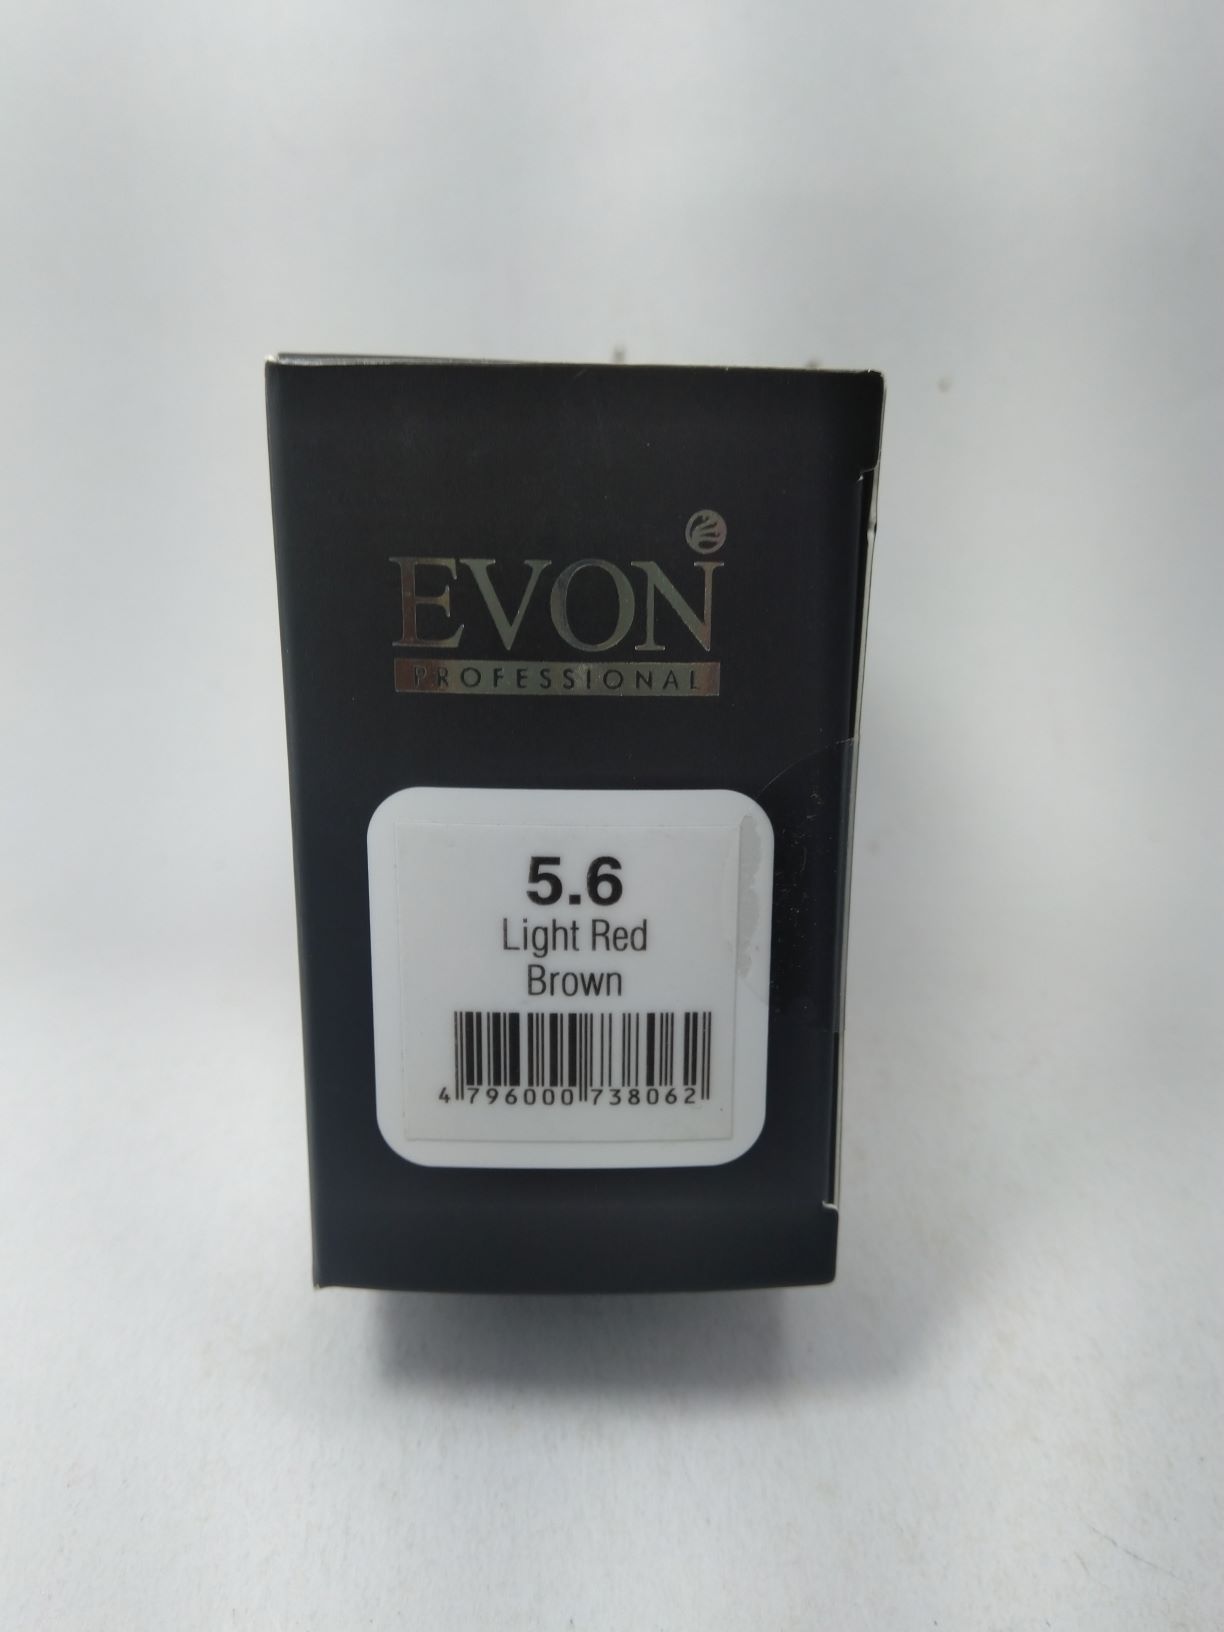 EVON
PROFESSIONAL
5.6
Light Red
Brown
4 796000 738062